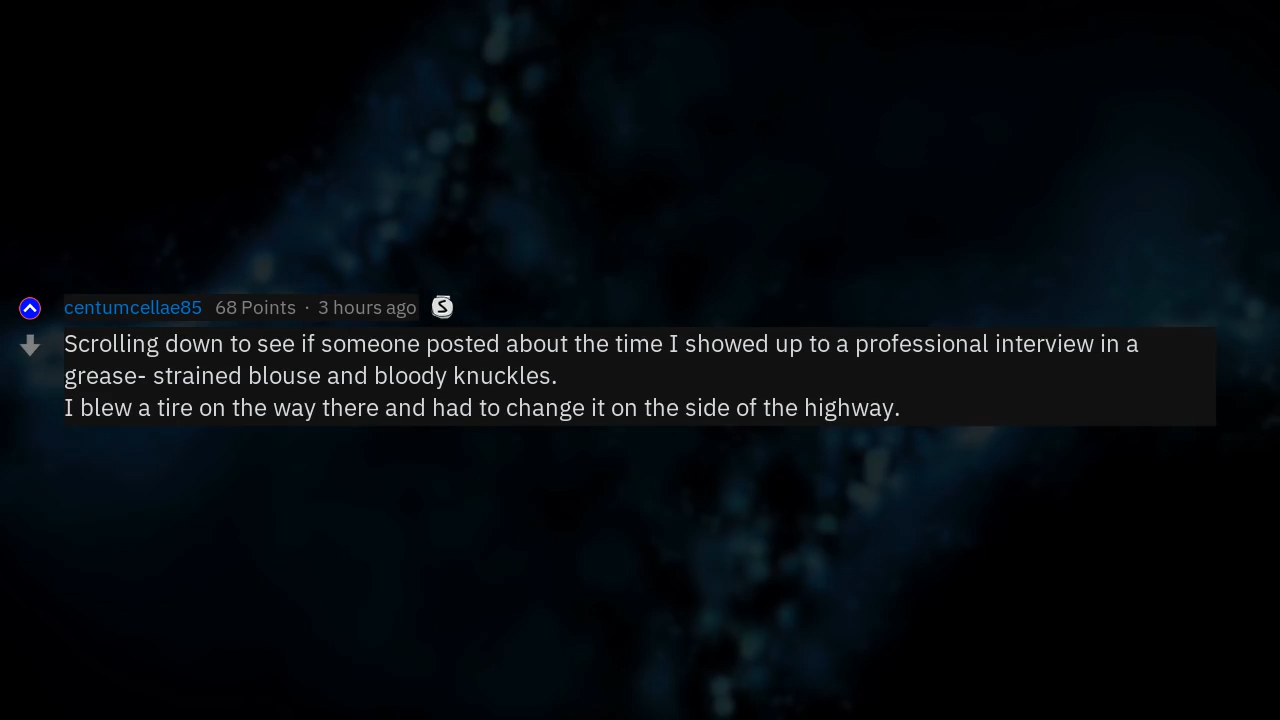 centumcellae85 68 Points · 3 hours ago S
Scrolling down to see if someone posted about the time I showed up to a professional interview in a
grease- strained blouse and bloody knuckles.
I blew a tire on the way there and had to change it on the side of the highway.